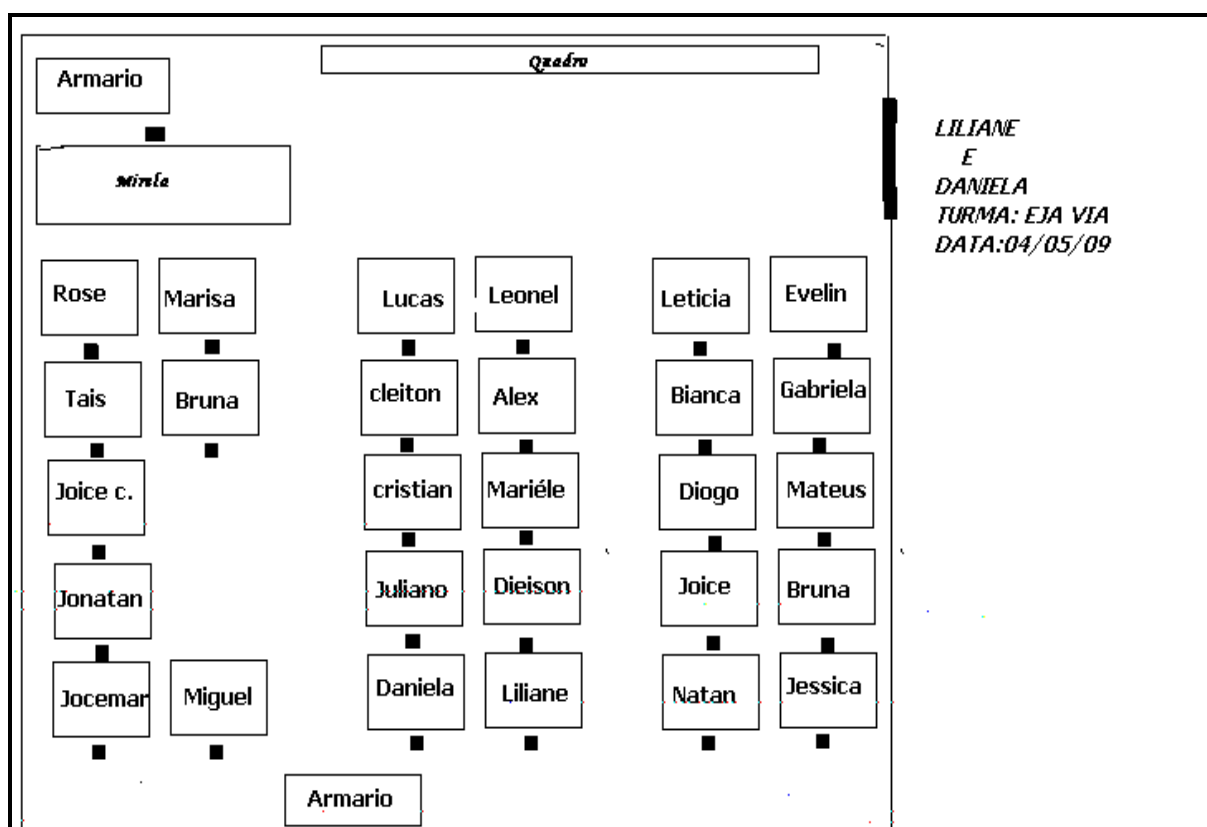 Quadro
Armario
Mirela
LILIANE
E
DANIELA
TURMA: EJA VIA
DATA:04/05/09
Rose Marisa Lucas Leonel Leticia Evelin
Tais Bruna cleiton Alex Bianca Gabriela
Joice c. cristian Mariéle Diogo Mateus
Jonatan Juliano Dieison Joice Bruna
Jocemar Miguel Daniela Liliane Natan Jessica
Armario